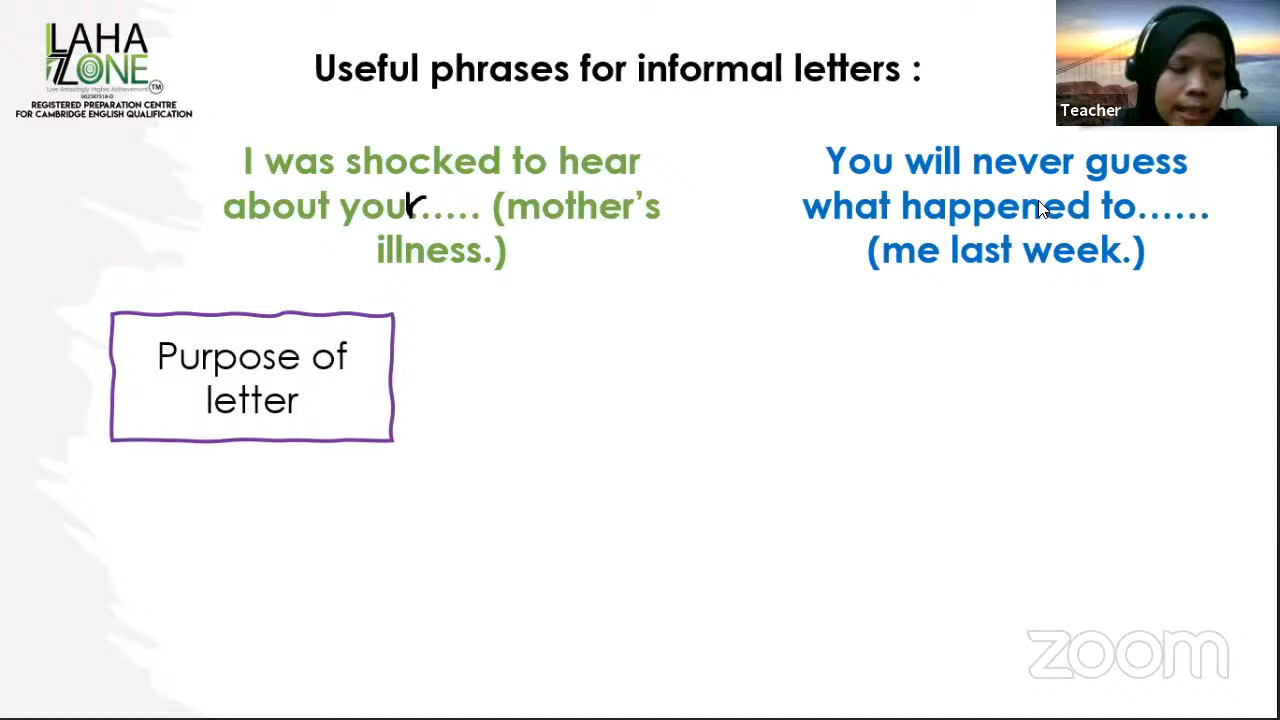 LAHA
ZONE
Live Amazingly Higher Achievement
TM
002387518-D
REGISTERED PREPARATION CENTRE
FOR CAMBRIDGE ENGLISH QUALIFICATION
Useful phrases for informal letters :
Teacher
I was shocked to hear
about your..... (mother's
illness.)
You will never guess
what happened to......
(me last week.)
Purpose of
letter
zoom